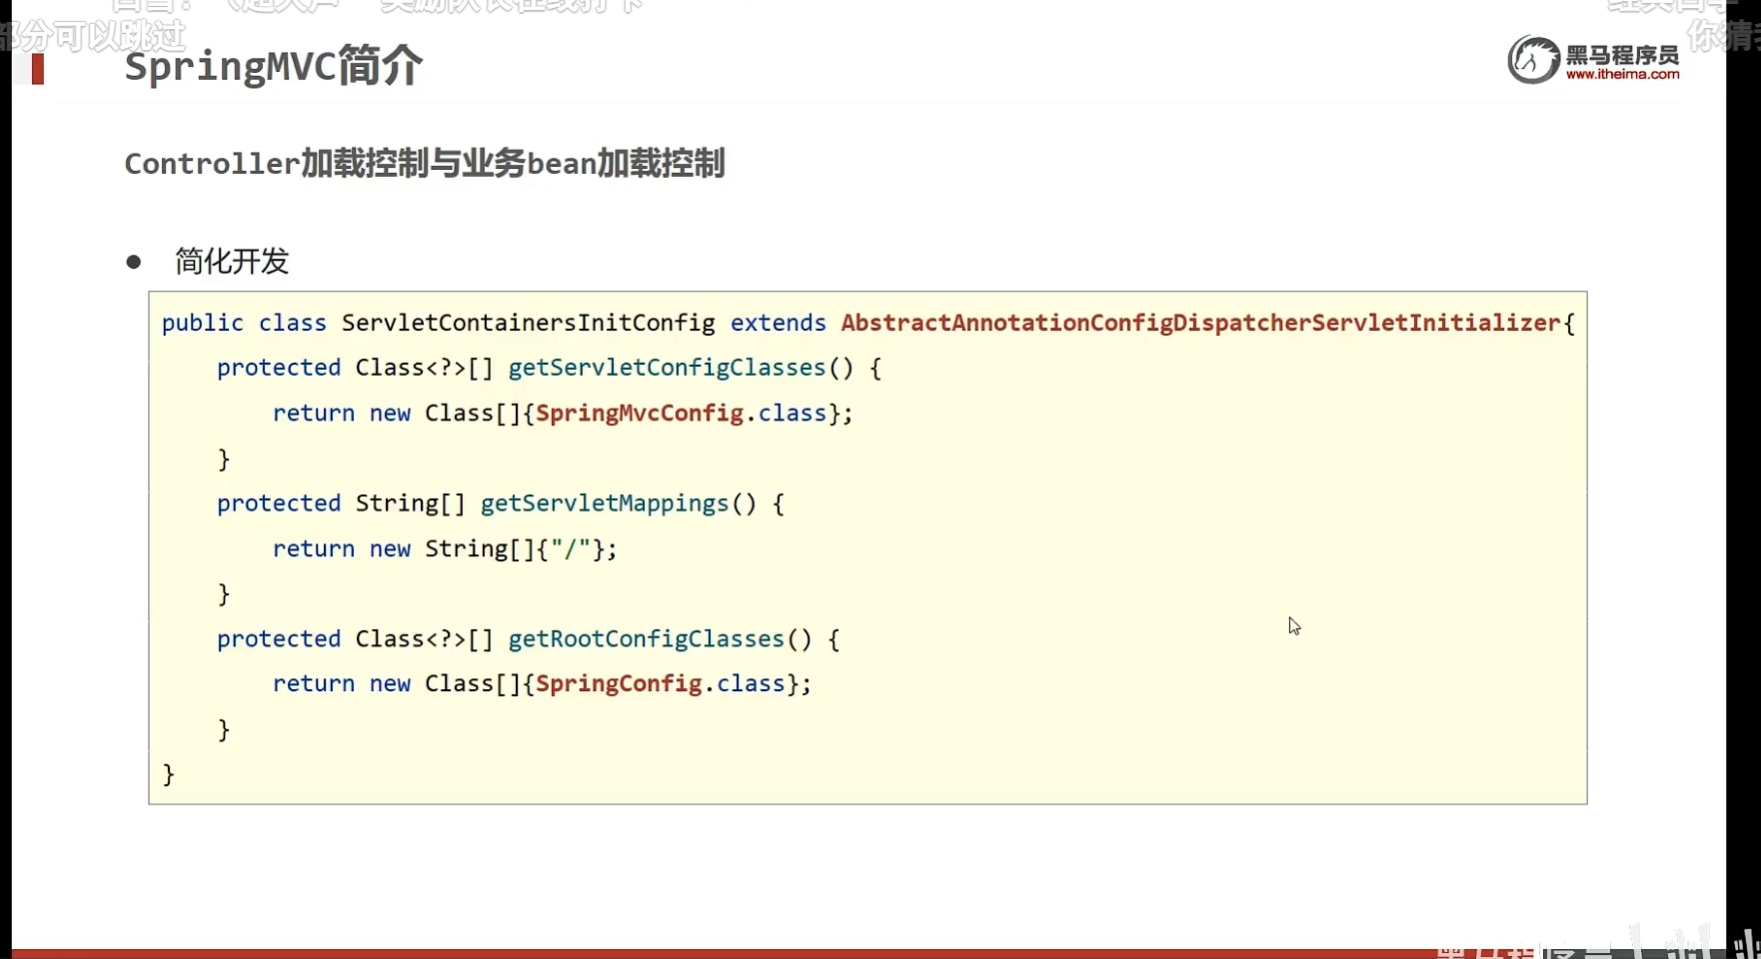 部分可以跳过
SpringMVC简介
黑马程序员
www.itheima.com
你猜
Controller加载控制与业务bean加载控制
● 简化开发
public class ServletContainersInitConfig extends AbstractAnnotationConfigDispatcherServletInitializer{
    protected Class<?>[] getServletConfigClasses() {
        return new Class[]{SpringMvcConfig.class};
    }
    protected String[] getServletMappings() {
        return new String[]{"/"};
    }
    protected Class<?>[] getRootConfigClasses() {
        return new Class[]{SpringConfig.class};
    }
}